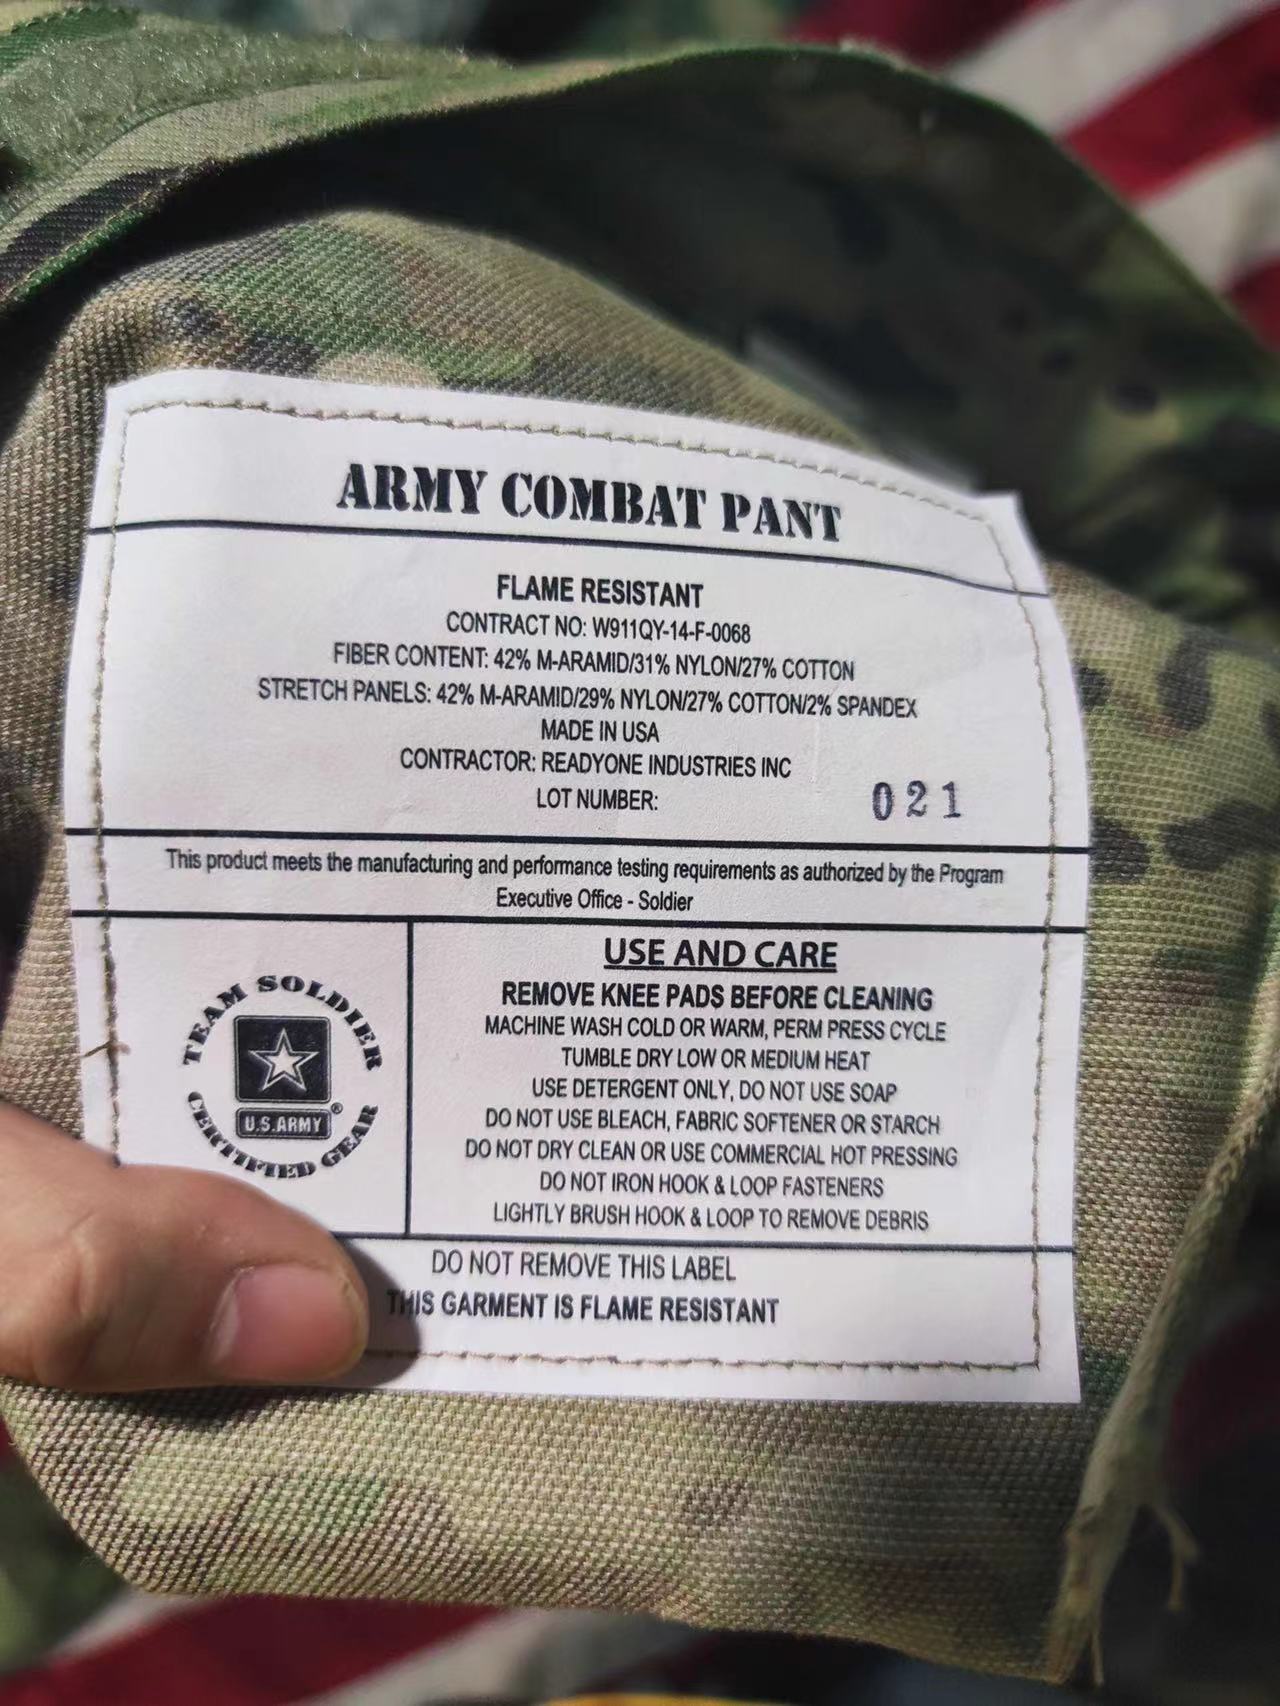 ARMY COMBAT PANT
FLAME RESISTANT
CONTRACT NO: W911QY-14-F-0068
FIBER CONTENT: 42% M-ARAMID/31% NYLON/27% COTTON
STRETCH PANELS: 42% M-ARAMID/29% NYLON/27% COTTON/2% SPANDEX
MADE IN USA
CONTRACTOR: READYONE INDUSTRIES INC
LOT NUMBER: 021
This product meets the manufacturing and performance testing requirements as authorized by the Program
Executive Office - Soldier
TEAM SOLDIER
U.S.ARMY®
CERTIFIED GEAR
USE AND CARE
REMOVE KNEE PADS BEFORE CLEANING
MACHINE WASH COLD OR WARM, PERM PRESS CYCLE
TUMBLE DRY LOW OR MEDIUM HEAT
USE DETERGENT ONLY, DO NOT USE SOAP
DO NOT USE BLEACH, FABRIC SOFTENER OR STARCH
DO NOT DRY CLEAN OR USE COMMERCIAL HOT PRESSING
DO NOT IRON HOOK & LOOP FASTENERS
LIGHTLY BRUSH HOOK & LOOP TO REMOVE DEBRIS
DO NOT REMOVE THIS LABEL
THIS GARMENT IS FLAME RESISTANT